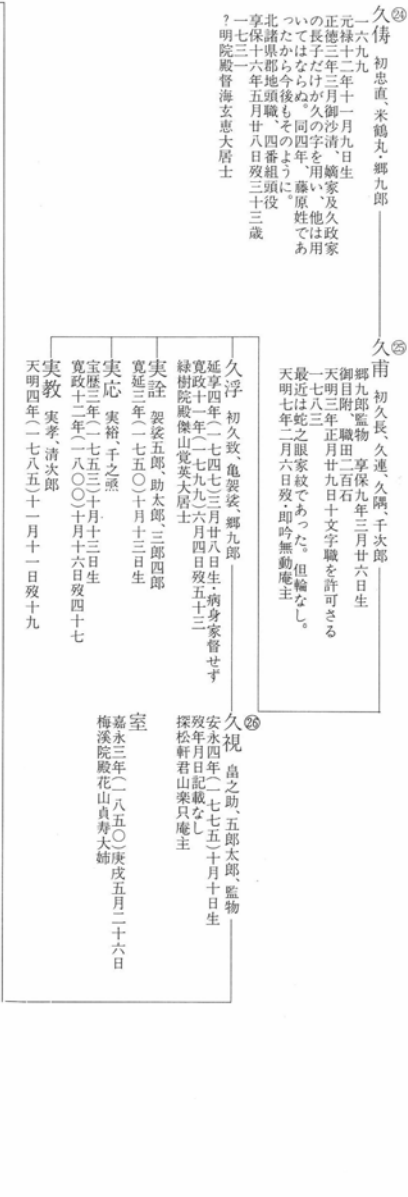 ㉔
久儔　初忠直、米鶴丸・郷九郎
一六九九
元禄十二年十一月九日生
正徳三年三月御沙清、嫡家及久政家
の長子だけが久の字を用い、他は用
いてはならぬ。同四年、藤原姓であ
ったから今後もそのように。
北諸県郡地頭職、四番組頭役
享保十六年五月廿八日歿三十三歳
一七三一
？明院殿督海玄恵大居士
㉕
久甫　初久長、久連、久隅、千次郎
郷九郎監物　享保九年三月廿六日生
御目附、職田二百石
天明三年正月廿九日十文字職を許可さる
一七八三
最近は蛇之眼家紋であった。但輪なし。
天明七年二月六日歿・即吟無動庵主
久浮　初久致、亀袈裟、郷九郎
延享四年(一七四七)三月廿八日生・病身家督せず
寛政十一年(一七九九)六月四日歿五十三
緑樹院殿傑山覚英大居士
実詮　袈裟五郎、助太郎、三郎四郎
寛延三年(一七五〇)十月十三日生
実応　実裕、千之
宝暦三年(一七五三)十月十三日生
寛政十二年(一八〇〇)十月十六日歿四十七
実教　実孝、清次郎
天明四年(一七八五)十一月十一日歿十九
㉖
久視　畠之助、五郎太郎、監物
安永四年(一七七五)十月十日生
歿年月日記載なし
探松軒君山楽只庵主
室
嘉永三年(一八五〇)庚戌五月二十六日
梅溪院殿花山貞寿大姉